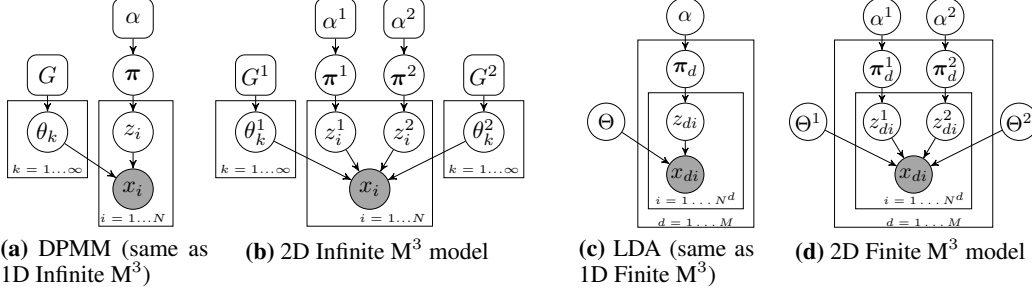 α
G
π
θ_k
z_i
k = 1...∞
x_i
i = 1...N
(a) DPMM (same as
1D Infinite M³)
α¹ α²
G¹ π¹ π² G²
θ¹_k z¹_i z²_i θ²_k
k = 1...∞ x_i k = 1...∞
i = 1...N
(b) 2D Infinite M³ model
α
π_d
Θ z_di
x_di
i = 1...N^d
d = 1...M
(c) LDA (same as
1D Finite M³)
α¹ α²
π¹_d π²_d
Θ¹ z¹_di z²_di Θ²
x_di
i = 1...N^d
d = 1...M
(d) 2D Finite M³ model